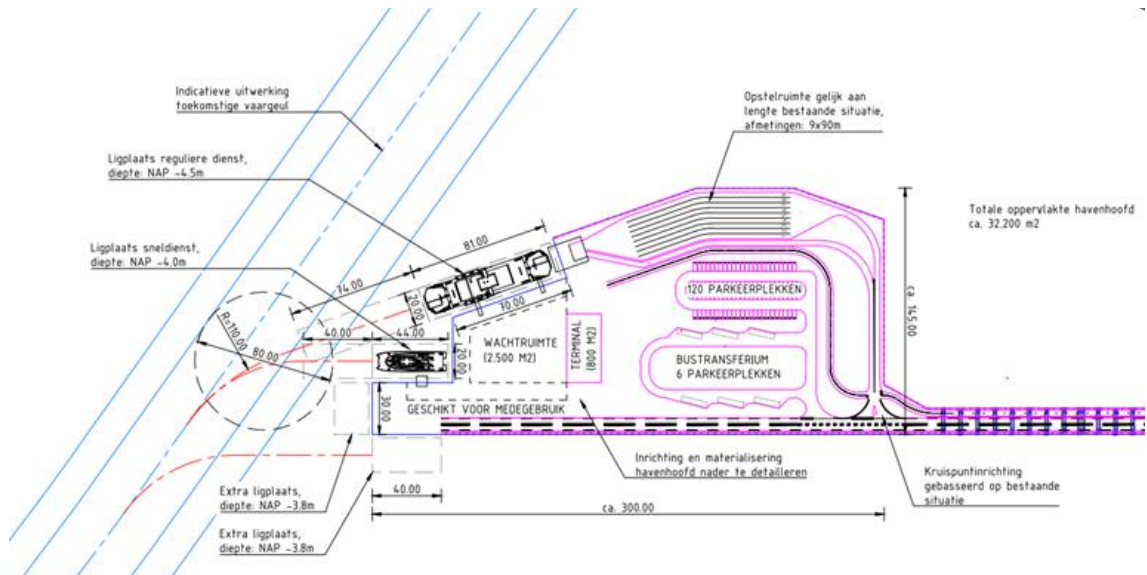 Indicatieve uitwerking
toekomstige vaargeul
Ligplaats reguliere dienst,
diepte: NAP -4.5m
Ligplaats sneldienst,
diepte: NAP -4.0m
Opstelruimte gelijk aan
lengte bestaande situatie,
afmetingen: 9x90m
Totale oppervlakte havenhoofd
ca. 32.200 m2
81.00
74.00
20.00
70.00
R=110.00
80.00
40.00
44.00
20.00
30.00
WACHTRUIMTE
(2.500 M2)
TERMINAL
(800 M2)
120 PARKEERPLEKKEN
BUSTRANSFERIUM
6 PARKEERPLEKKEN
ca. 145.00
GESCHIKT VOOR MEDEGEBRUIK
Inrichting en materialisering
havenhoofd nader te detailleren
Kruispuntinrichting
gebasseerd op bestaande
situatie
Extra ligplaats,
diepte: NAP -3.8m
Extra ligplaats,
diepte: NAP -3.8m
40.00
ca. 300.00